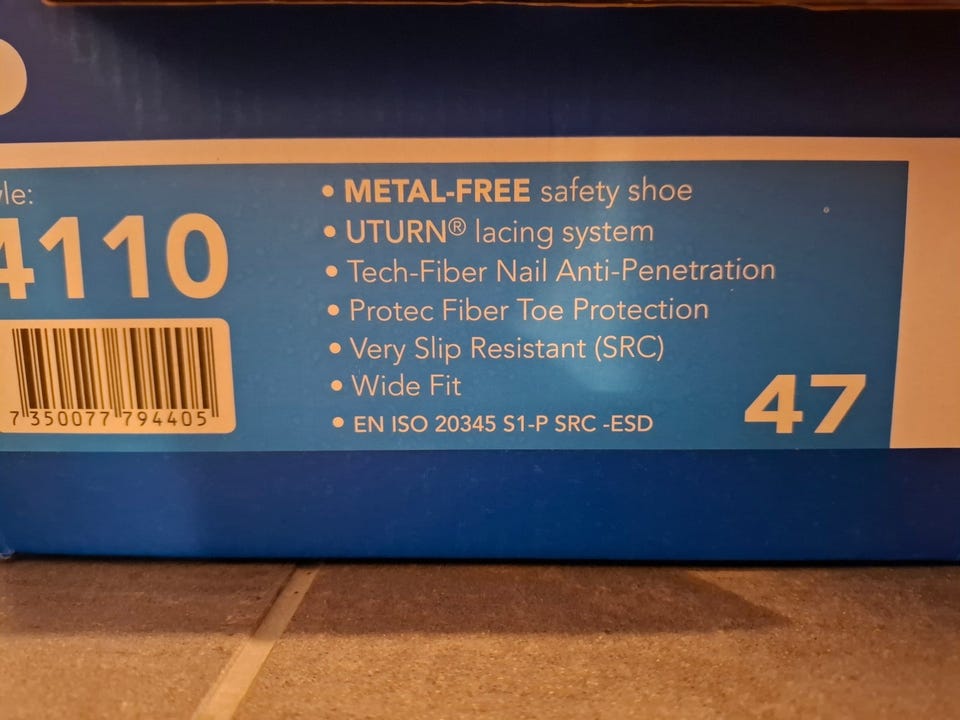 4110
7 350077 794405
• METAL-FREE safety shoe
• UTURN® lacing system
• Tech-Fiber Nail Anti-Penetration
• Protec Fiber Toe Protection
• Very Slip Resistant (SRC)
• Wide Fit
• EN ISO 20345 S1-P SRC -ESD
47